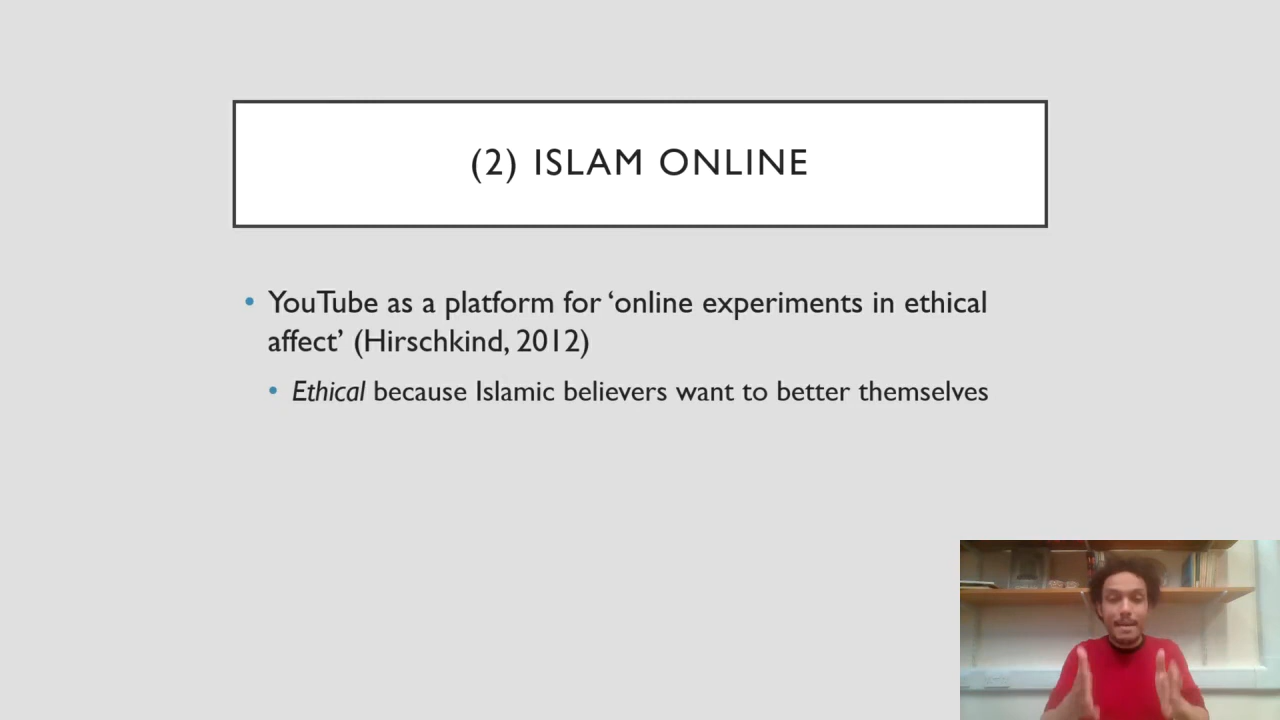 (2) ISLAM ONLINE
• YouTube as a platform for ‘online experiments in ethical
affect’ (Hirschkind, 2012)
• Ethical because Islamic believers want to better themselves